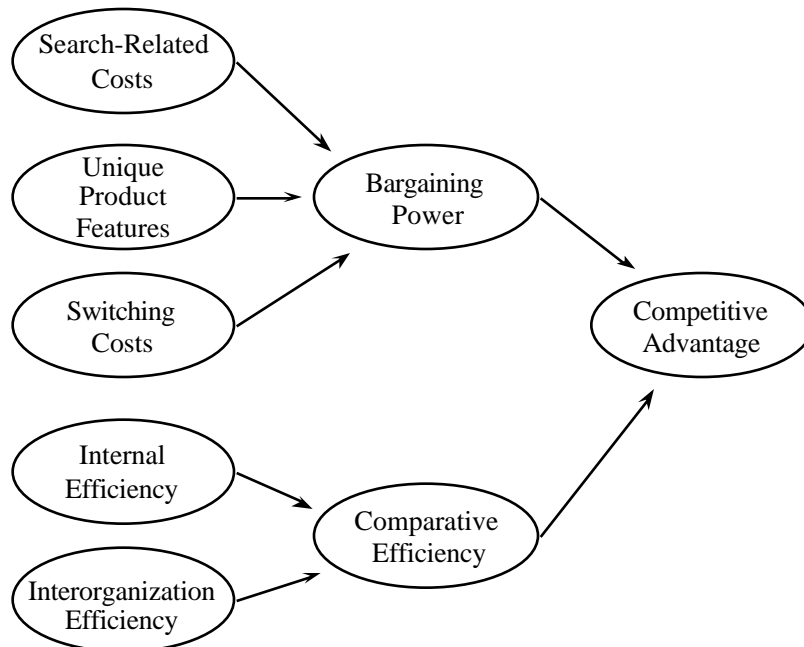 Search-Related
Costs
Unique
Product
Features
Bargaining
Power
Switching
Costs
Competitive
Advantage
Internal
Efficiency
Comparative
Efficiency
Interorganization
Efficiency